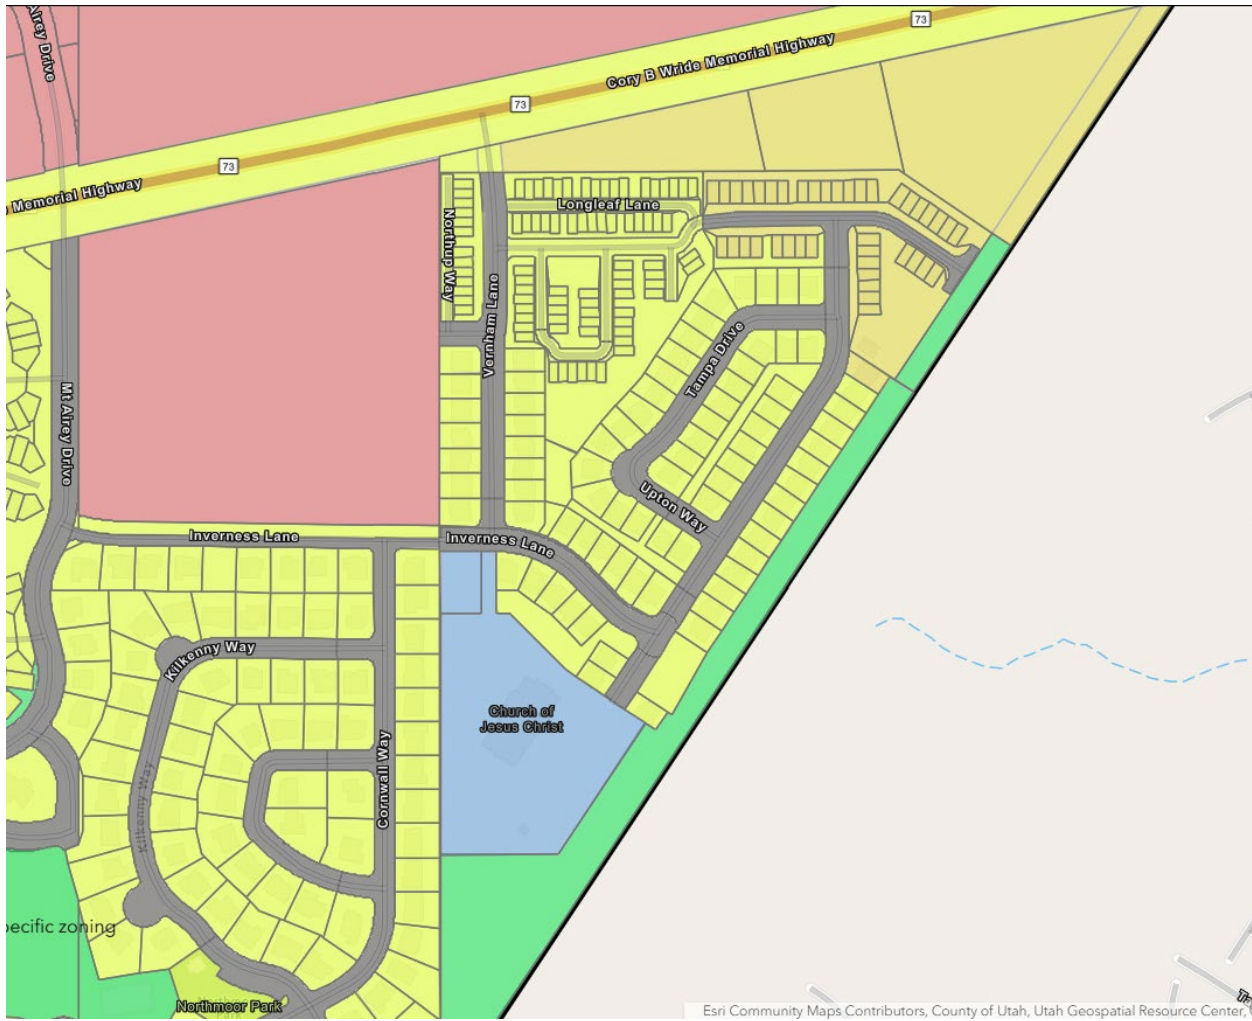 Airey Drive
73
Cory B Wride Memorial Highway
73
73
Memorial Highway
Longleaf Lane
Northup Way
Vernham Lane
Tampa Drive
Mt Airey Drive
Upton Way
Inverness Lane
Inverness Lane
Kilkenny Way
Church of
Jesus Christ
Cornwall Way
Kilkenny Way
pecific zoning
Northmoor Park
Esri Community Maps Contributors, County of Utah, Utah Geospatial Resource Center,